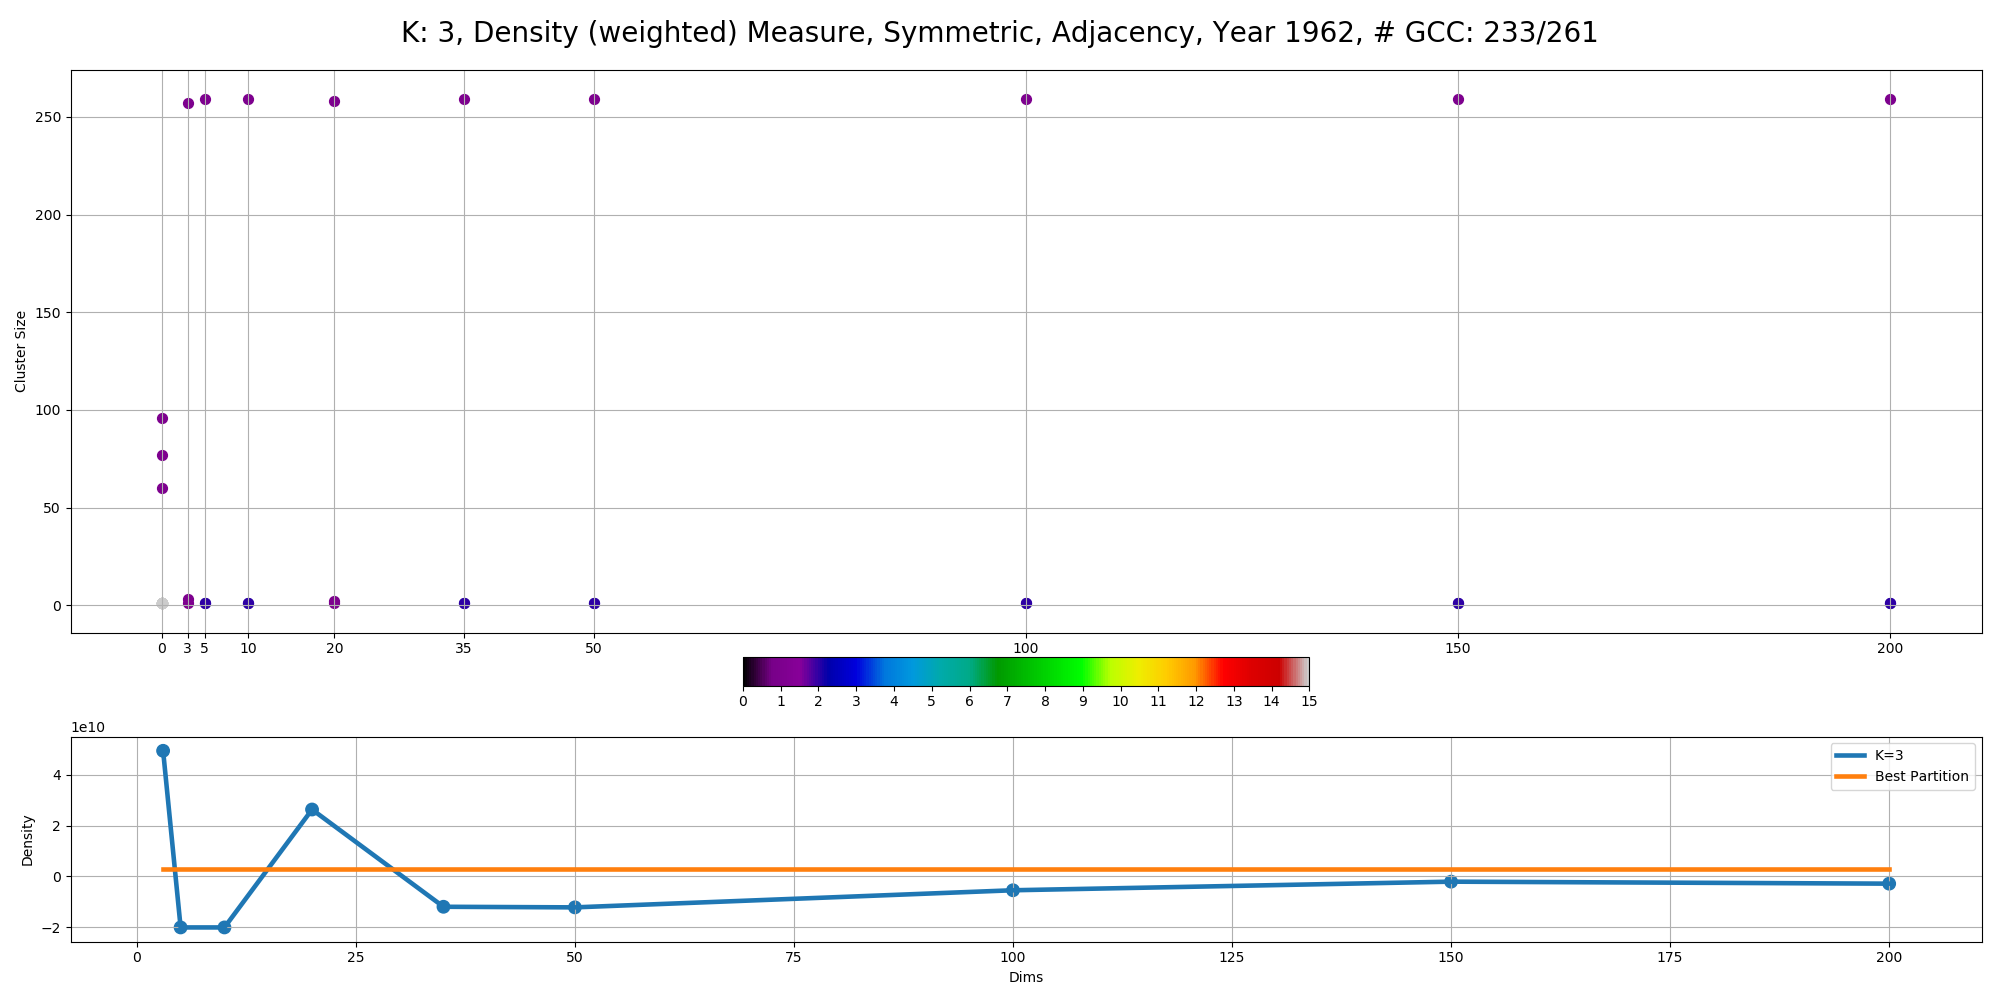 K: 3, Density (weighted) Measure, Symmetric, Adjacency, Year 1962, # GCC: 233/261
250
200
150
100
50
0
Cluster Size
0 3 5 10 20 35 50 100 150 200
0 1 2 3 4 5 6 7 8 9 10 11 12 13 14 15
1e10
4
2
0
−2
Density
K=3
Best Partition
0 25 50 75 100 125 150 175 200
Dims